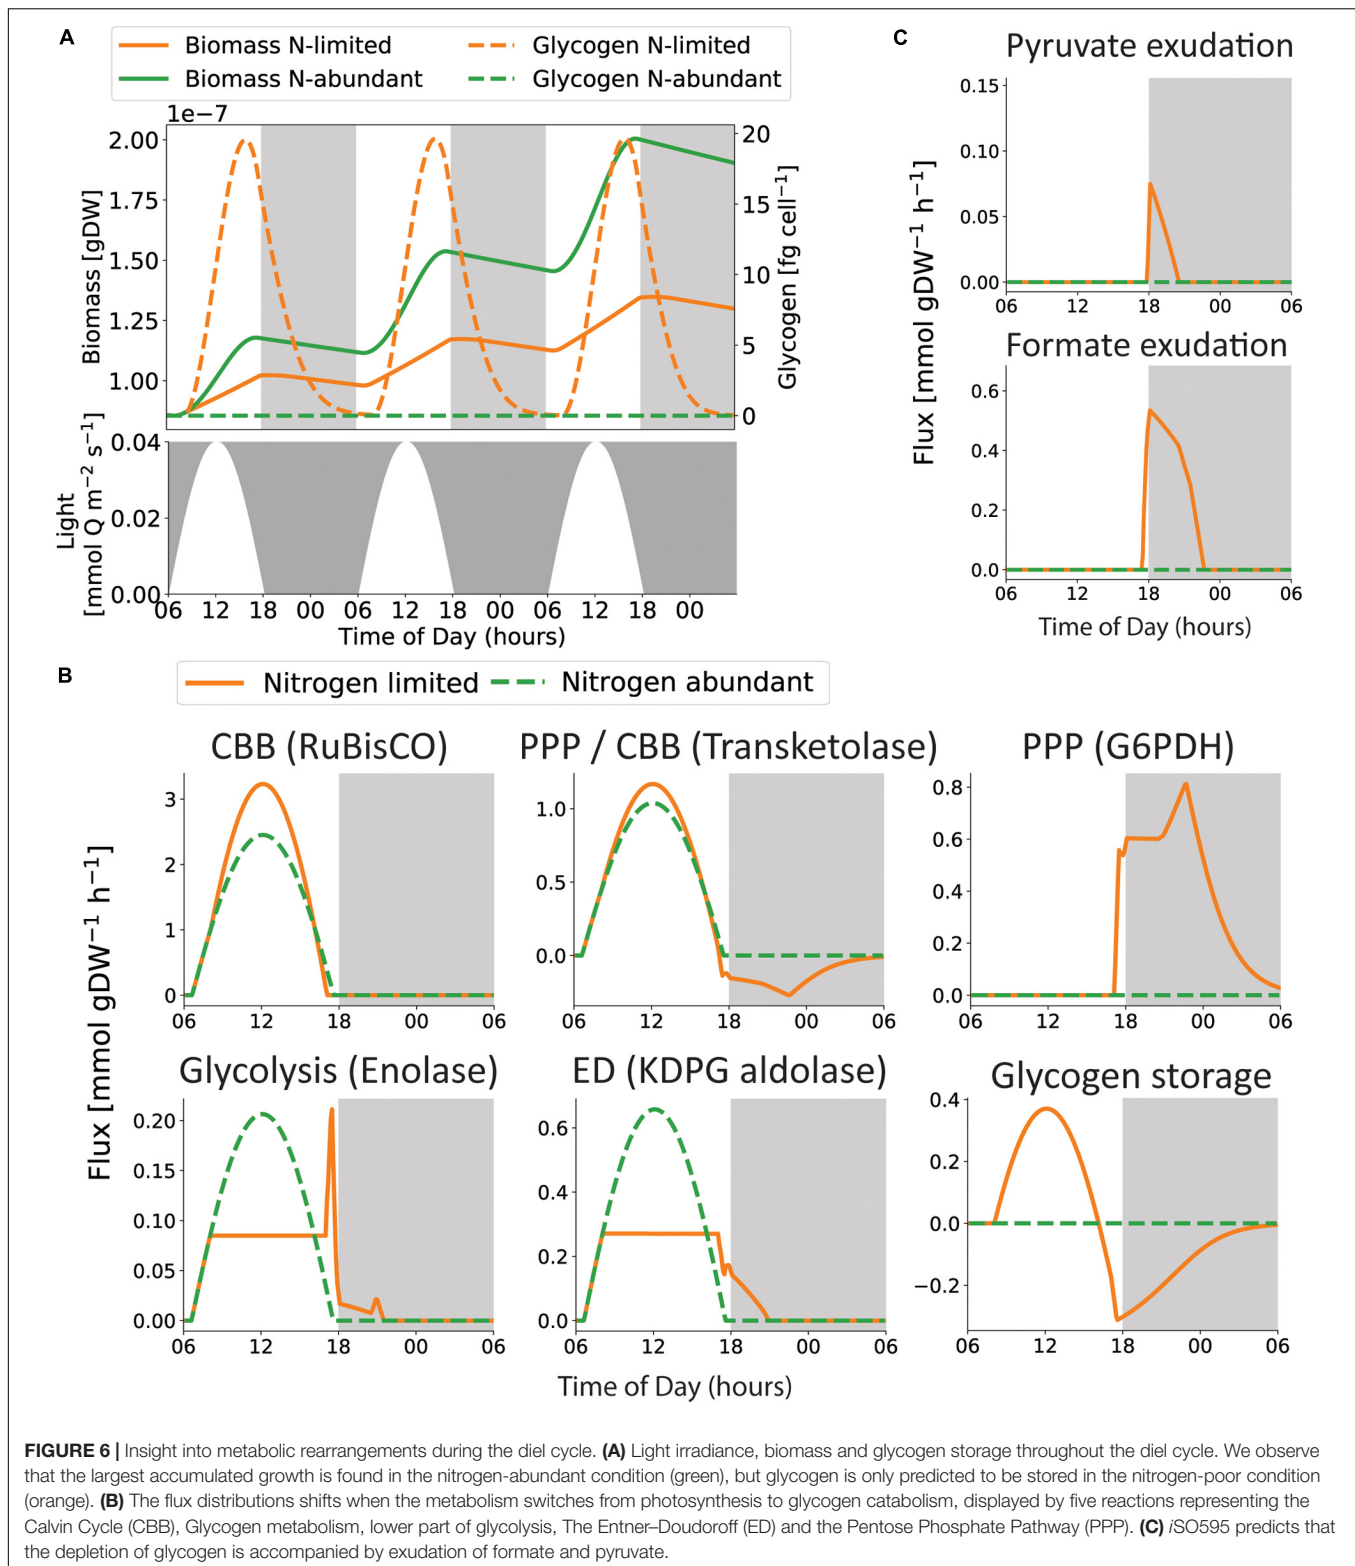 A
Biomass N-limited
Glycogen N-limited
Biomass N-abundant
Glycogen N-abundant
1e−7
2.00
1.75
1.50
1.25
1.00
Biomass [gDW]
20
15
10
5
0
Glycogen [fg cell−1]
0.04
0.02
0.00
Light
[mmol Q m−2 s−1]
06 12 18 00 06 12 18 00 06 12 18 00
Time of Day (hours)
C
Pyruvate exudation
0.15
0.10
0.05
0.00
06 12 18 00 06
Formate exudation
0.6
0.4
0.2
0.0
06 12 18 00 06
Flux [mmol gDW−1 h−1]
Time of Day (hours)
B
Nitrogen limited
Nitrogen abundant
CBB (RuBisCO)
3
2
1
0
06 12 18 00 06
PPP / CBB (Transketolase)
1.0
0.5
0.0
06 12 18 00 06
PPP (G6PDH)
0.8
0.6
0.4
0.2
0.0
06 12 18 00 06
Glycolysis (Enolase)
0.20
0.15
0.10
0.05
0.00
06 12 18 00 06
ED (KDPG aldolase)
0.6
0.4
0.2
0.0
06 12 18 00 06
Glycogen storage
0.4
0.2
0.0
−0.2
06 12 18 00 06
Flux [mmol gDW−1 h−1]
Time of Day (hours)
FIGURE 6 | Insight into metabolic rearrangements during the diel cycle. (A) Light irradiance, biomass and glycogen storage throughout the diel cycle. We observe
that the largest accumulated growth is found in the nitrogen-abundant condition (green), but glycogen is only predicted to be stored in the nitrogen-poor condition
(orange). (B) The flux distributions shifts when the metabolism switches from photosynthesis to glycogen catabolism, displayed by five reactions representing the
Calvin Cycle (CBB), Glycogen metabolism, lower part of glycolysis, The Entner–Doudoroff (ED) and the Pentose Phosphate Pathway (PPP). (C) iSO595 predicts that
the depletion of glycogen is accompanied by exudation of formate and pyruvate.